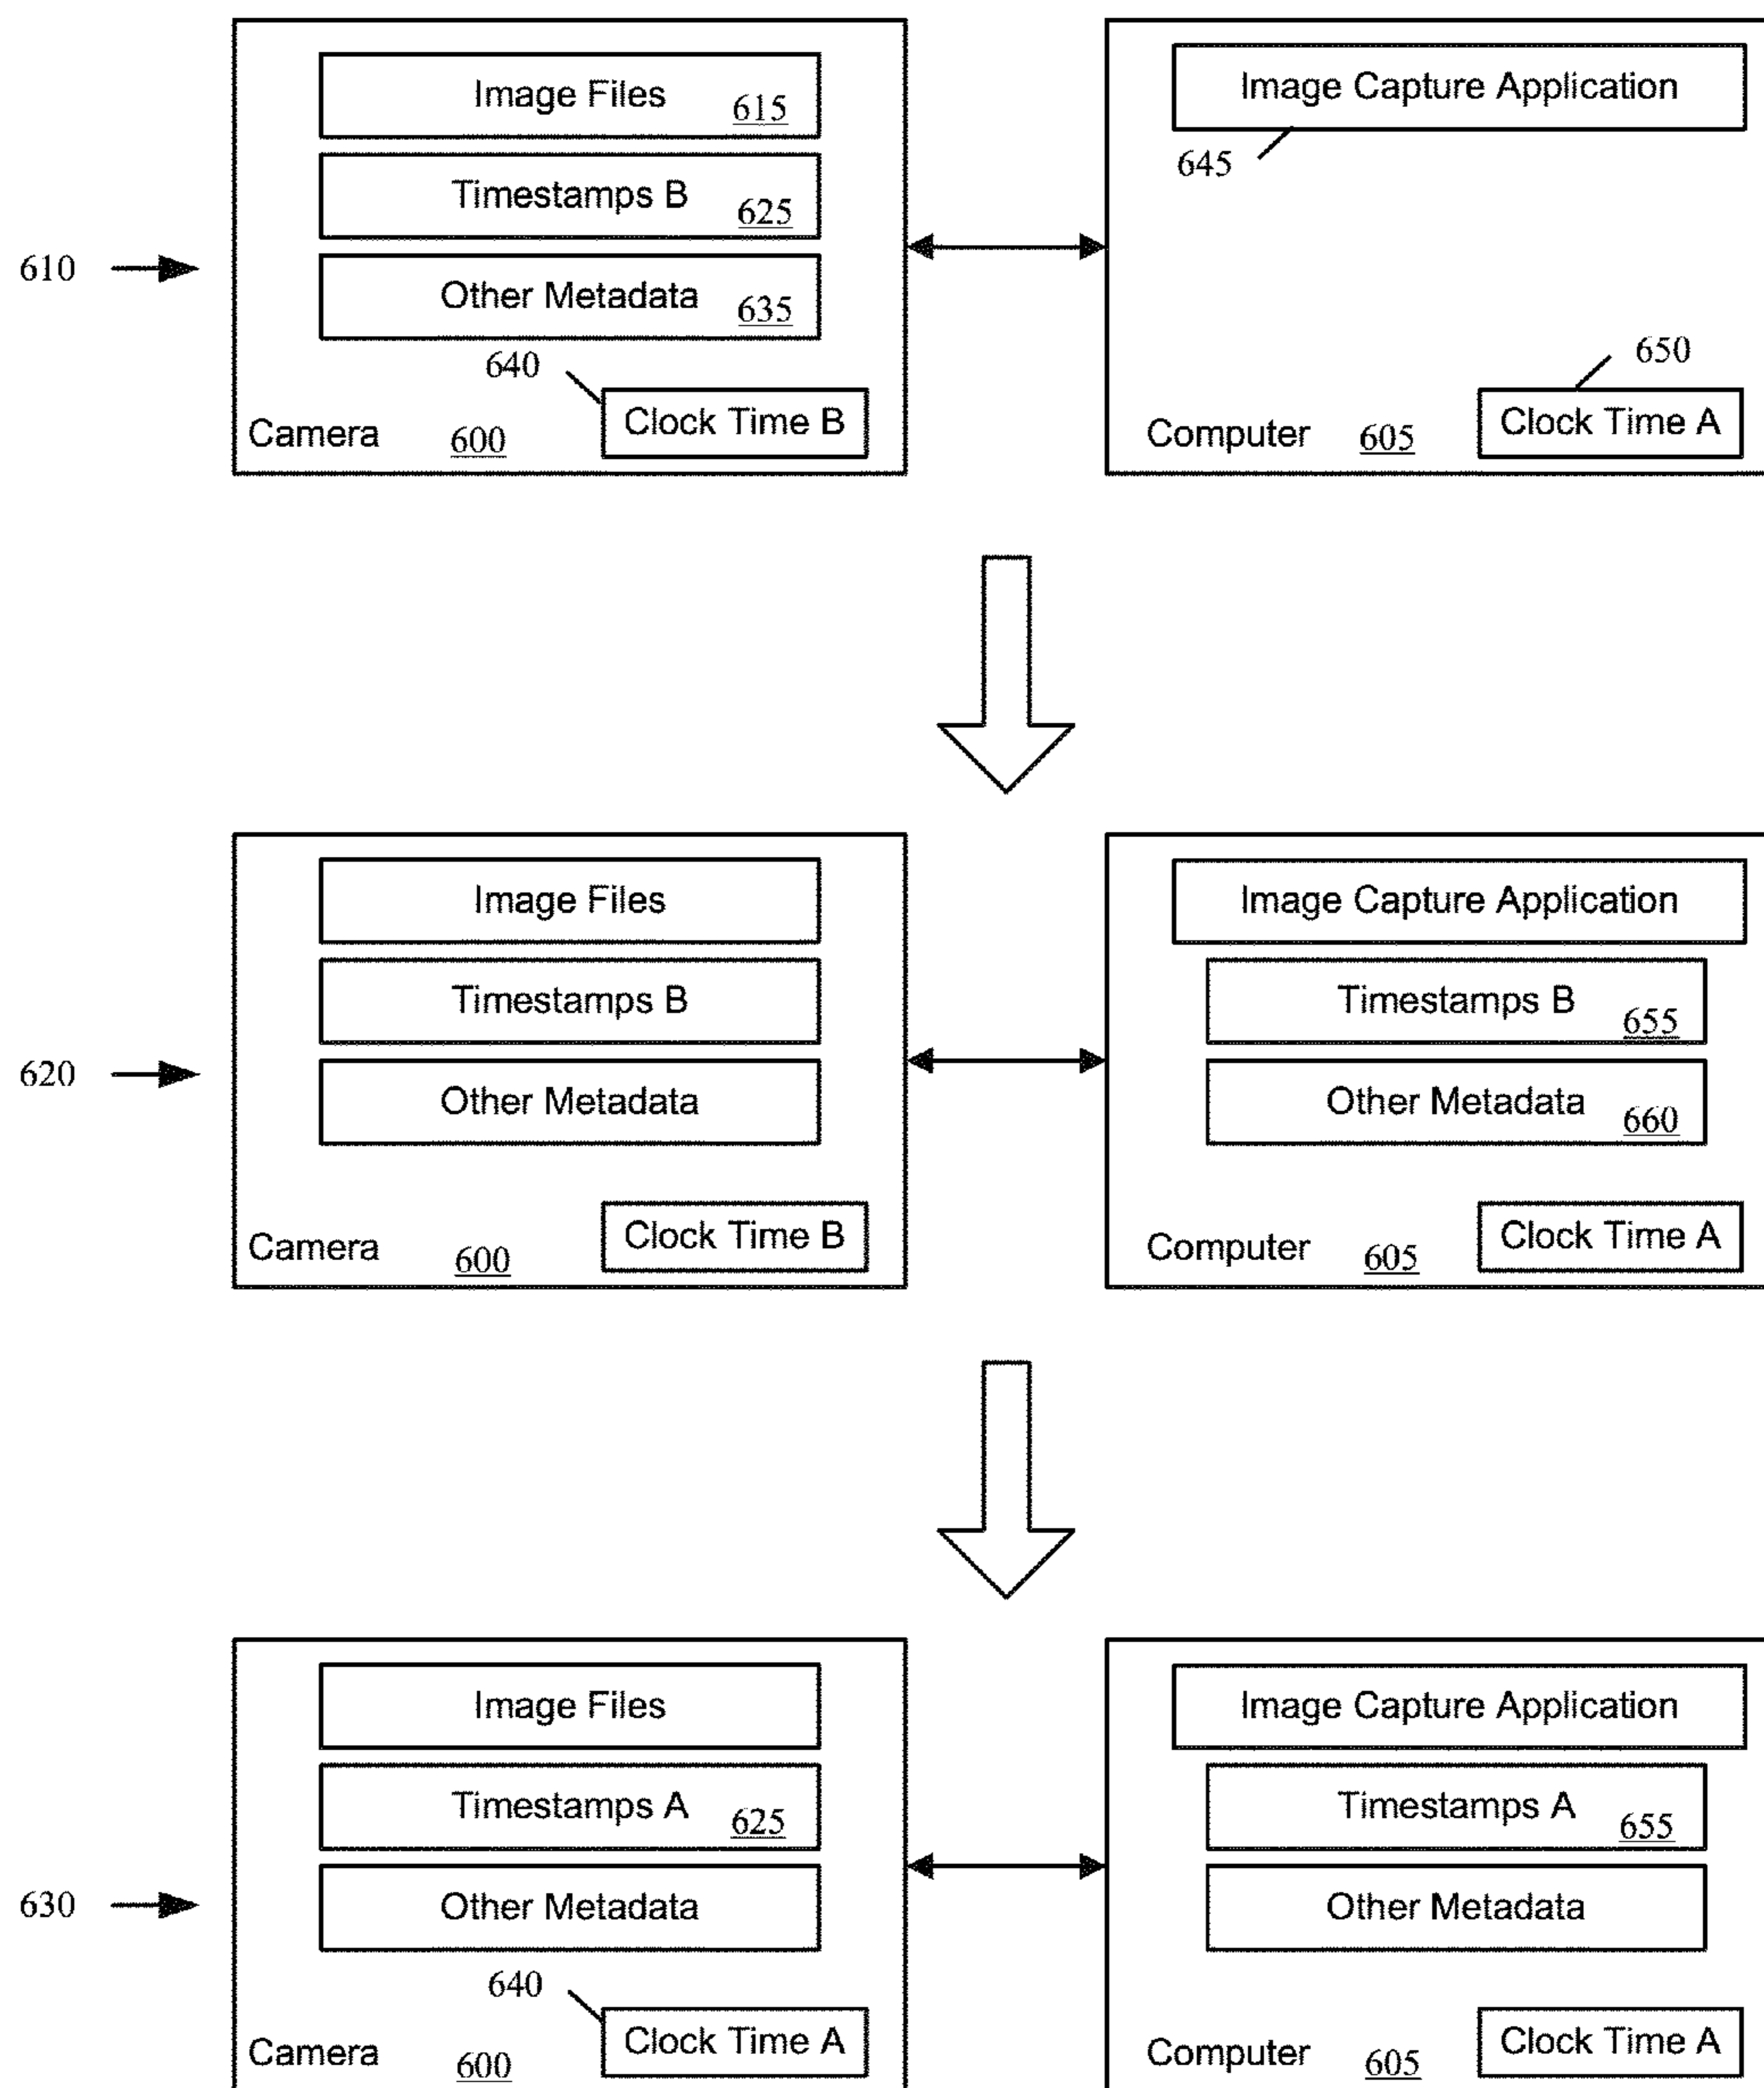 Image Files 615
Timestamps B 625
610
Other Metadata 635
640
Clock Time B
Camera 600
Image Capture Application
645
650
Clock Time A
Computer 605
Image Files
Timestamps B
620
Other Metadata
Clock Time B
Camera 600
Image Capture Application
Timestamps B 655
Other Metadata 660
Clock Time A
Computer 605
Image Files
Timestamps A 625
630
Other Metadata
640
Clock Time A
Camera 600
Image Capture Application
Timestamps A 655
Other Metadata
Clock Time A
Computer 605